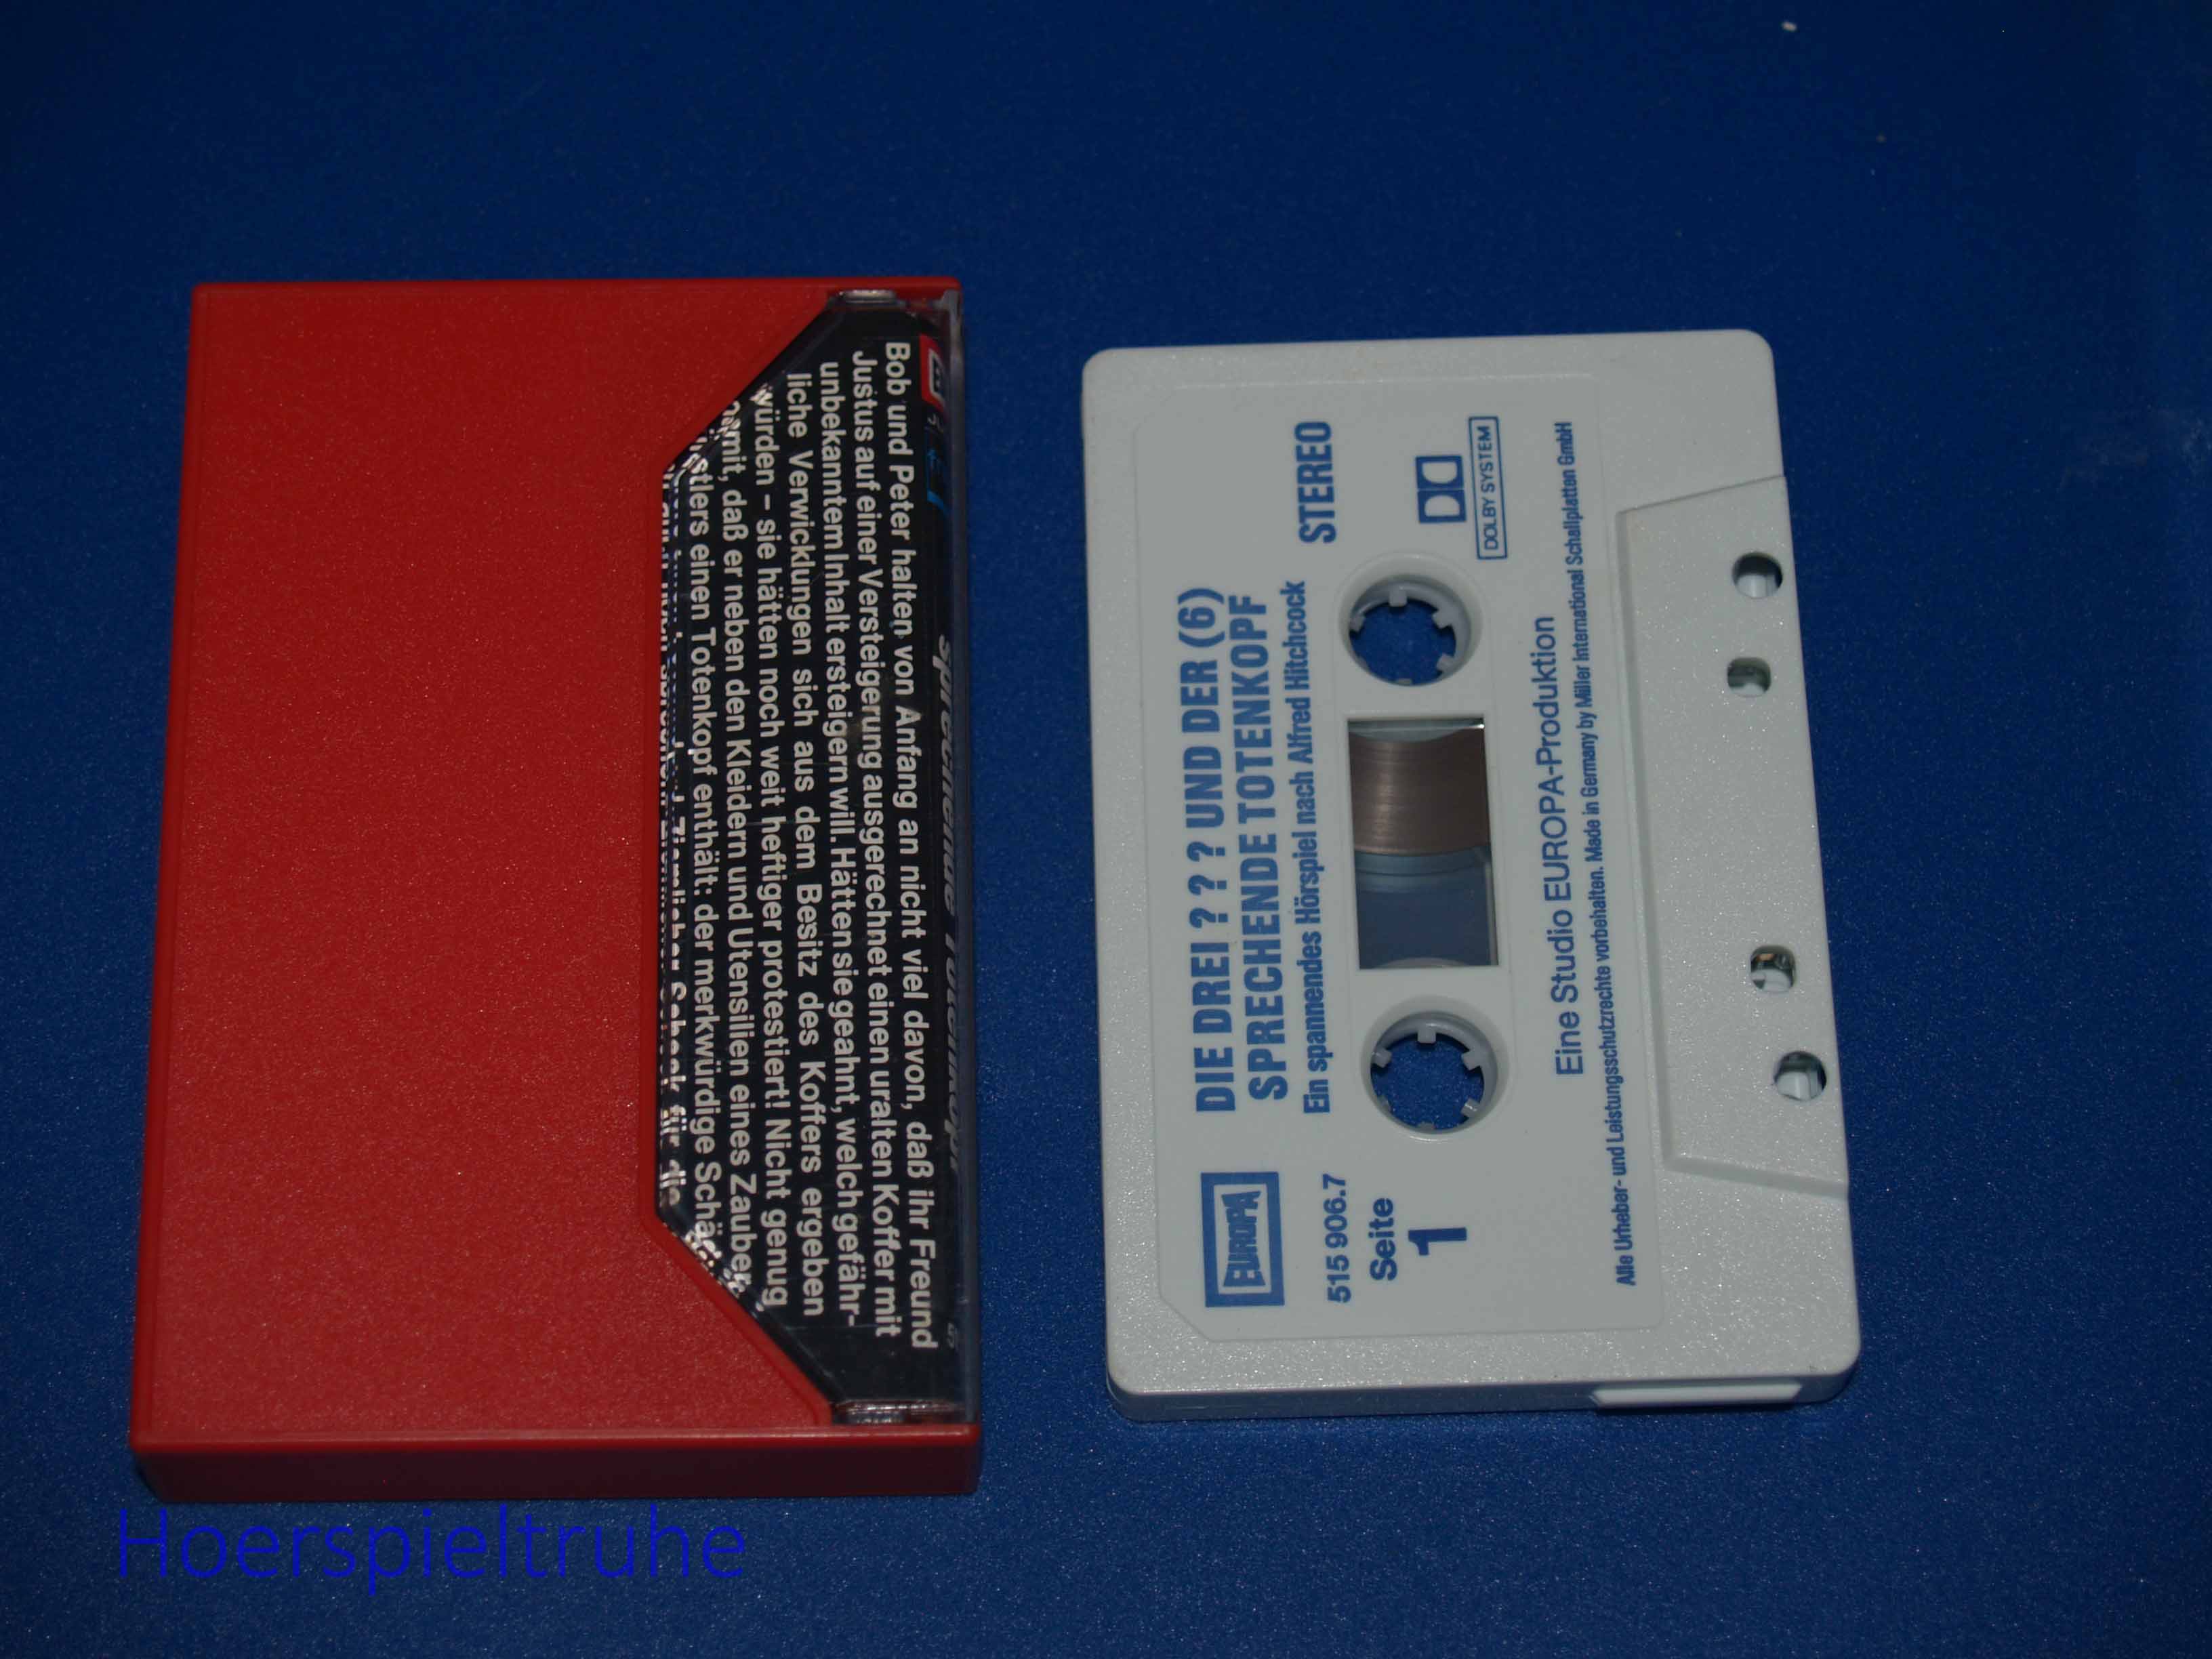 Bob und Peter halten von Anfang an nicht viel davon, daß ihr Freund
Justus auf einer Versteigerung ausgerechnet einen uralten Koffer mit
unbekanntem Inhalt ersteigern will. Hätten sie geahnt, welch gefähr-
liche Verwicklungen sich aus dem Besitz des Koffers ergeben
würden – sie hätten noch weit heftiger protestiert! Nicht genug
damit, daß er neben den Kleidern und Utensilien eines Zauber-
einen Totenkopf enthält: der merkwürdige
sprechende Totenkopf
DIE DREI ? ? ? UND DER (6)
SPRECHENDE TOTENKOPF
Ein spannendes Hörspiel nach Alfred Hitchcock
STEREO
EUROPA
515 906.7
Seite
1
DOLBY SYSTEM
Eine Studio EUROPA-Produktion
Alle Urheber- und Leistungsschutzrechte vorbehalten. Made in Germany by Miller International Schallplatten GmbH
Hoerspieltruhe